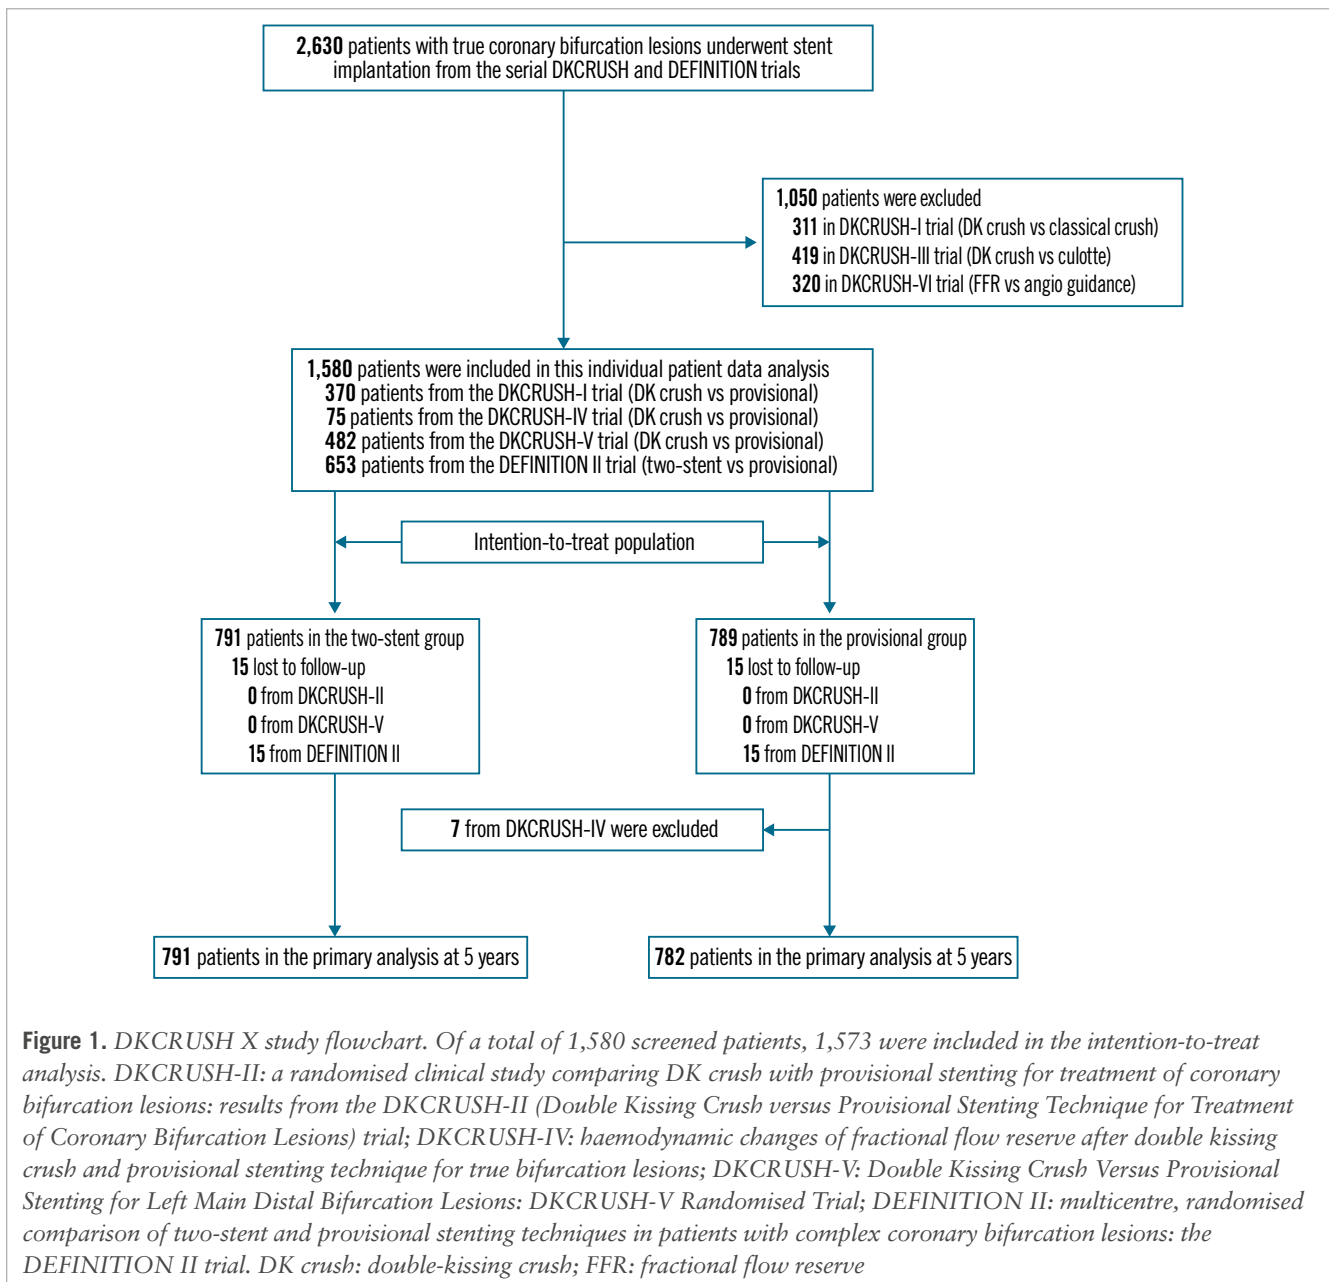 2,630 patients with true coronary bifurcation lesions underwent stent
implantation from the serial DKCRUSH and DEFINITION trials
1,050 patients were excluded
311 in DKCRUSH-I trial (DK crush vs classical crush)
419 in DKCRUSH-III trial (DK crush vs culotte)
320 in DKCRUSH-VI trial (FFR vs angio guidance)
1,580 patients were included in this individual patient data analysis
370 patients from the DKCRUSH-I trial (DK crush vs provisional)
75 patients from the DKCRUSH-IV trial (DK crush vs provisional)
482 patients from the DKCRUSH-V trial (DK crush vs provisional)
653 patients from the DEFINITION II trial (two-stent vs provisional)
Intention-to-treat population
791 patients in the two-stent group
15 lost to follow-up
0 from DKCRUSH-II
0 from DKCRUSH-V
15 from DEFINITION II
789 patients in the provisional group
15 lost to follow-up
0 from DKCRUSH-II
0 from DKCRUSH-V
15 from DEFINITION II
7 from DKCRUSH-IV were excluded
791 patients in the primary analysis at 5 years
782 patients in the primary analysis at 5 years
Figure 1. DKCRUSH X study flowchart. Of a total of 1,580 screened patients, 1,573 were included in the intention-to-treat
analysis. DKCRUSH-II: a randomised clinical study comparing DK crush with provisional stenting for treatment of coronary
bifurcation lesions: results from the DKCRUSH-II (Double Kissing Crush versus Provisional Stenting Technique for Treatment
of Coronary Bifurcation Lesions) trial; DKCRUSH-IV: haemodynamic changes of fractional flow reserve after double kissing
crush and provisional stenting technique for true bifurcation lesions; DKCRUSH-V: Double Kissing Crush Versus Provisional
Stenting for Left Main Distal Bifurcation Lesions: DKCRUSH-V Randomised Trial; DEFINITION II: multicentre, randomised
comparison of two-stent and provisional stenting techniques in patients with complex coronary bifurcation lesions: the
DEFINITION II trial. DK crush: double-kissing crush; FFR: fractional flow reserve